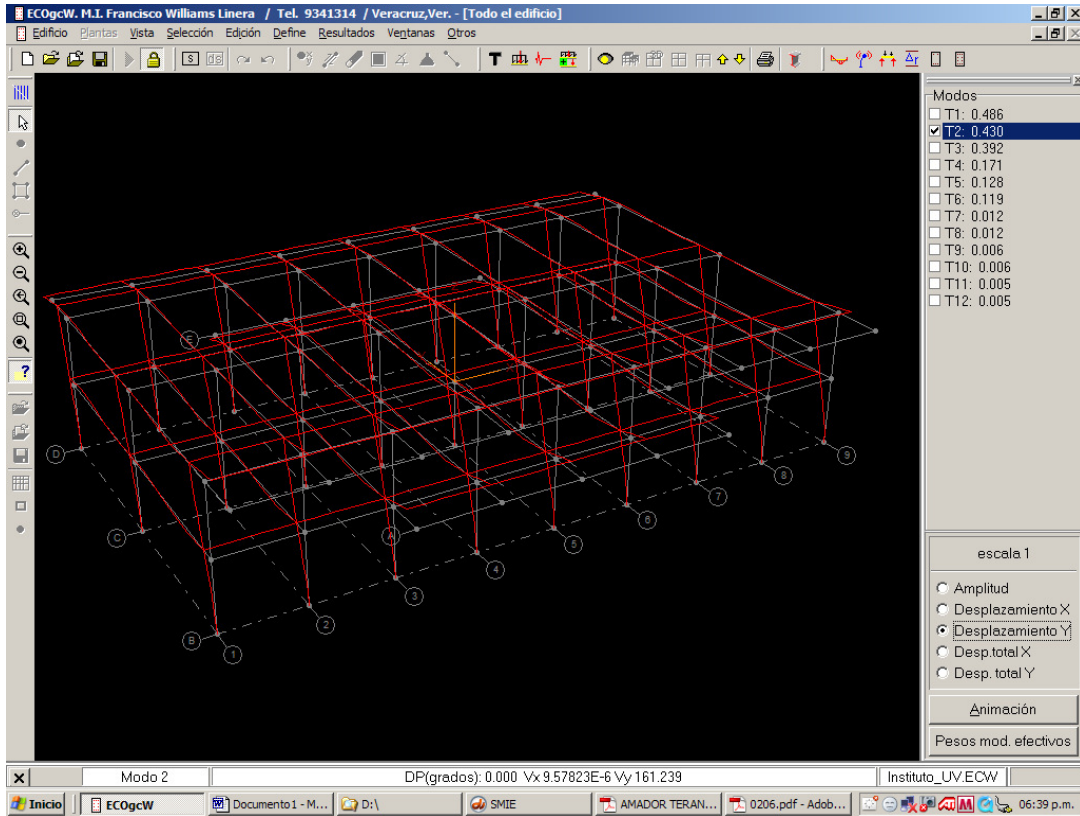 ECOgcW. M.I. Francisco Williams Linera / Tel. 9341314 / Veracruz,Ver. - [Todo el edificio]
Edificio Plantas Vista Selección Edición Define Resultados Ventanas Otros
S ds T Δr
Modos
T1: 0.486
T2: 0.430
T3: 0.392
T4: 0.171
T5: 0.128
T6: 0.119
T7: 0.012
T8: 0.012
T9: 0.006
T10: 0.006
T11: 0.005
T12: 0.005
?
E
D
C
A
B
1
2
3
4
5
6
7
8
9
escala 1
Amplitud
Desplazamiento X
Desplazamiento Y
Desp.total X
Desp. total Y
Animación
Pesos mod. efectivos
Modo 2
DP(grados): 0.000 Vx 9.57823E-6 Vy 161.239
Instituto_UV.ECW
Inicio ECOgcW Documento1 - M... D:\ SMIE AMADOR TERAN... 0206.pdf - Adob... 06:39 p.m.